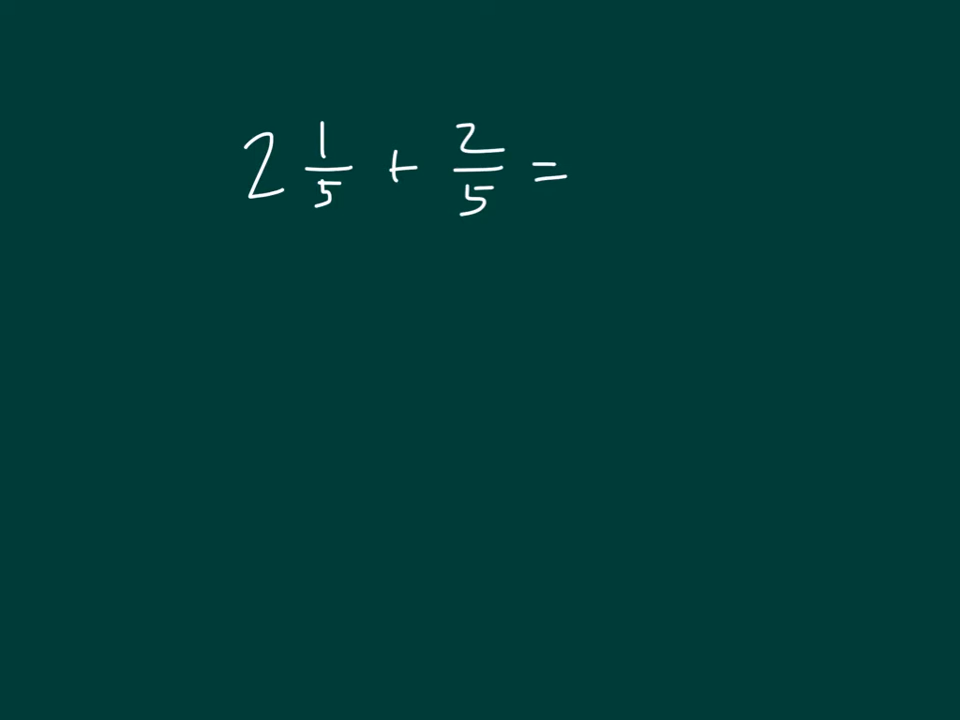 2 1/5 + 2/5 =